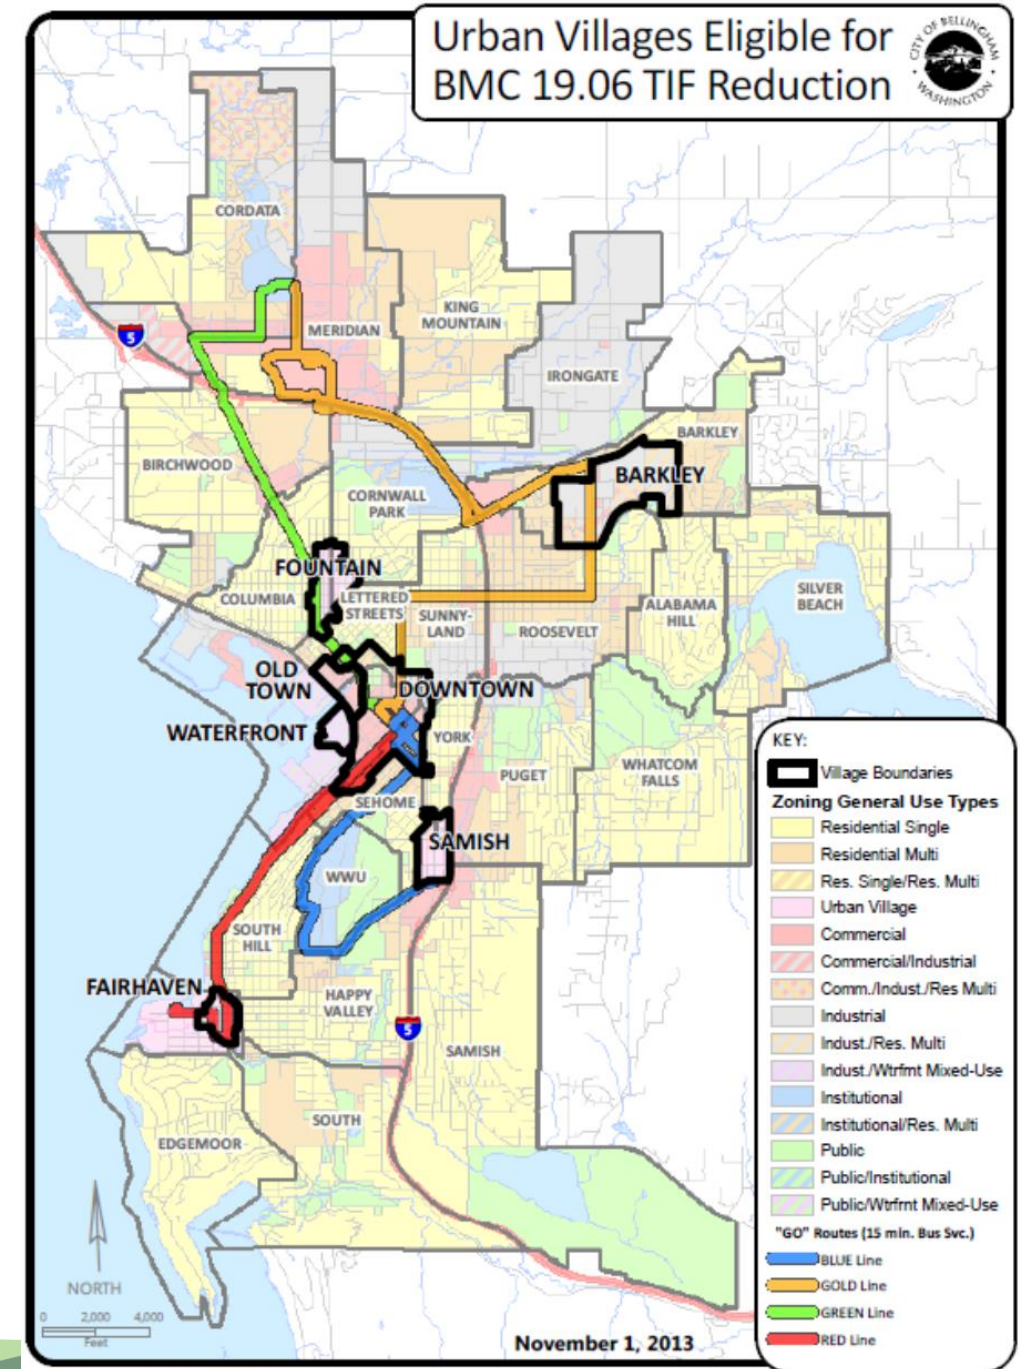 Urban Villages Eligible for
BMC 19.06 TIF Reduction
CITY OF BELLINGHAM
WASHINGTON
CORDATA
KING
MOUNTAIN
MERIDIAN
5
IRONGATE
BARKLEY
BIRCHWOOD
BARKLEY
CORNWALL
PARK
FOUNTAIN
COLUMBIA
LETTERED
STREETS
SUNNY-
LAND
ROOSEVELT
ALABAMA
HILL
SILVER
BEACH
OLD
TOWN
DOWNTOWN
WATERFRONT
YORK
PUGET
WHATCOM
FALLS
SEHOME
SAMISH
WWU
SOUTH
HILL
FAIRHAVEN
HAPPY
VALLEY
5
SAMISH
SOUTH
EDGEMOOR
NORTH
0 2,000 4,000
Feet
November 1, 2013
KEY:
Village Boundaries
Zoning General Use Types
Residential Single
Residential Multi
Res. Single/Res. Multi
Urban Village
Commercial
Commercial/Industrial
Comm./Indust./Res Multi
Industrial
Indust./Res. Multi
Indust./Wtrfrnt Mixed-Use
Institutional
Institutional/Res. Multi
Public
Public/Institutional
Public/Wtrfrnt Mixed-Use
"GO" Routes (15 min. Bus Svc.)
BLUE Line
GOLD Line
GREEN Line
RED Line